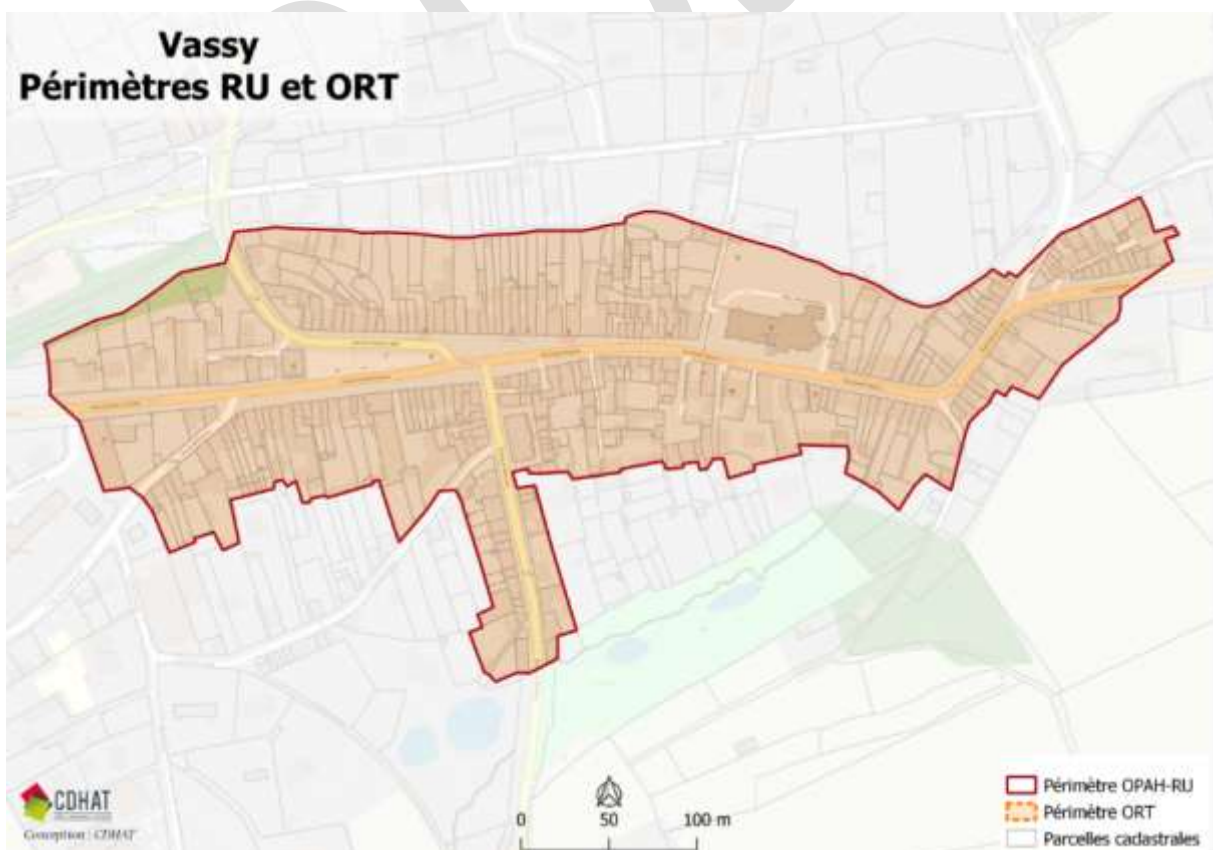 Vassy
Périmètres RU et ORT
CDHAT
Conception : CDHAT
0 50 100 m
Périmètre OPAH-RU
Périmètre ORT
Parcelles cadastrales